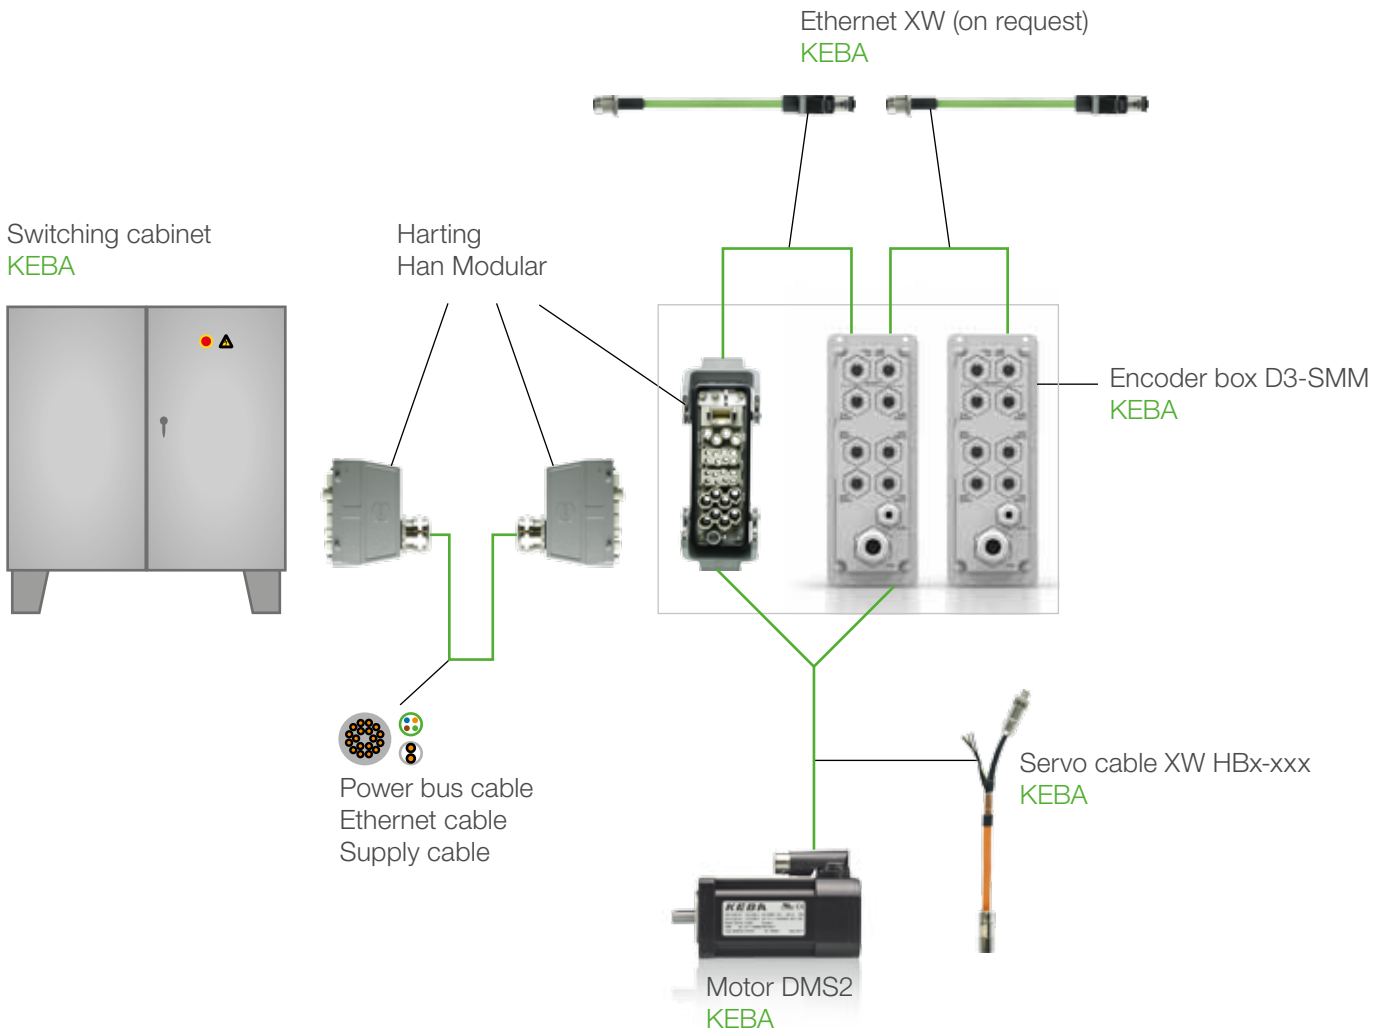 Ethernet XW (on request)
KEBA
Switching cabinet
KEBA
Harting
Han Modular
Encoder box D3-SMM
KEBA
Power bus cable
Ethernet cable
Supply cable
Servo cable XW HBx-xxx
KEBA
KEBA
Motor DMS2
KEBA